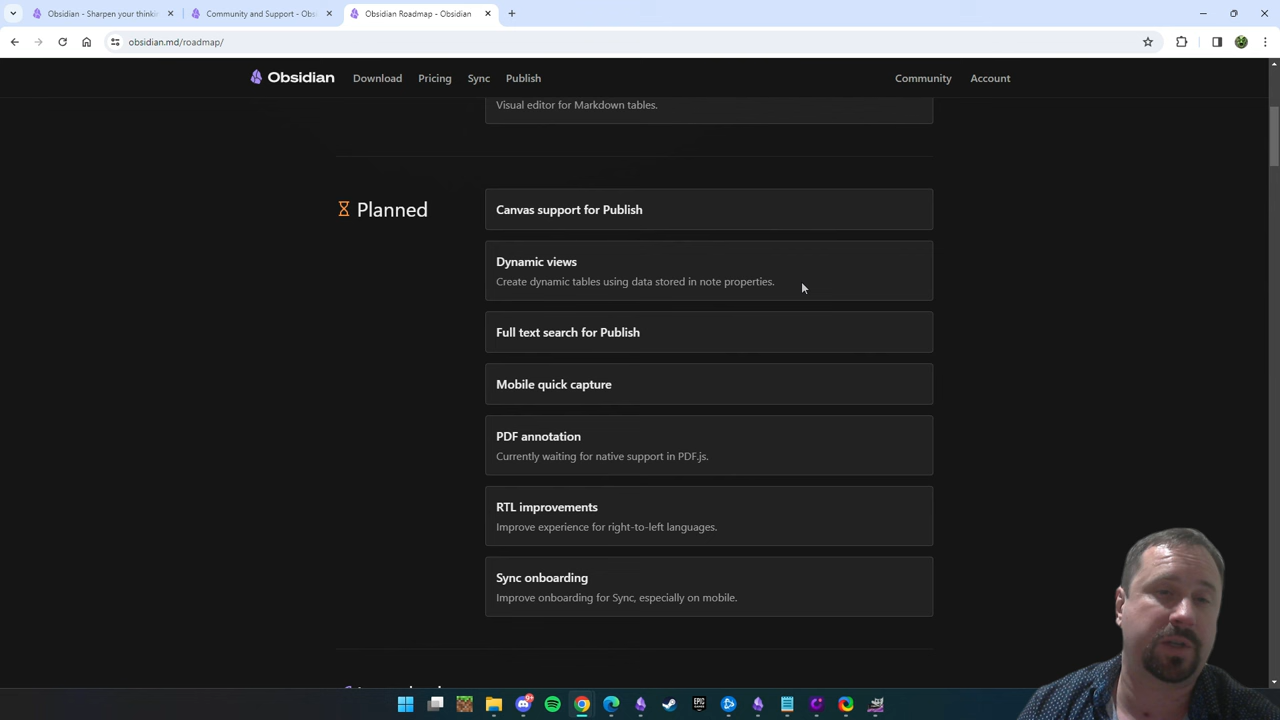 Obsidian - Sharpen your thinkin
Community and Support - Obs
Obsidian Roadmap - Obsidian
obsidian.md/roadmap/
Obsidian Download Pricing Sync Publish Community Account
Visual editor for Markdown tables.
Planned
Canvas support for Publish
Dynamic views
Create dynamic tables using data stored in note properties.
Full text search for Publish
Mobile quick capture
PDF annotation
Currently waiting for native support in PDF.js.
RTL improvements
Improve experience for right-to-left languages.
Sync onboarding
Improve onboarding for Sync, especially on mobile.